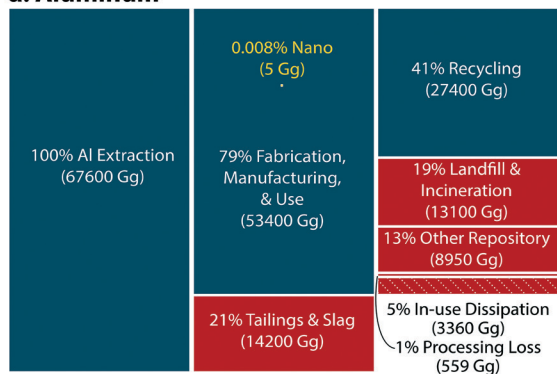 a. Aluminum
100% Al Extraction
(67600 Gg)
0.008% Nano
(5 Gg)
79% Fabrication,
Manufacturing,
& Use
(53400 Gg)
21% Tailings & Slag
(14200 Gg)
41% Recycling
(27400 Gg)
19% Landfill &
Incineration
(13100 Gg)
13% Other Repository
(8950 Gg)
5% In-use Dissipation
(3360 Gg)
1% Processing Loss
(559 Gg)